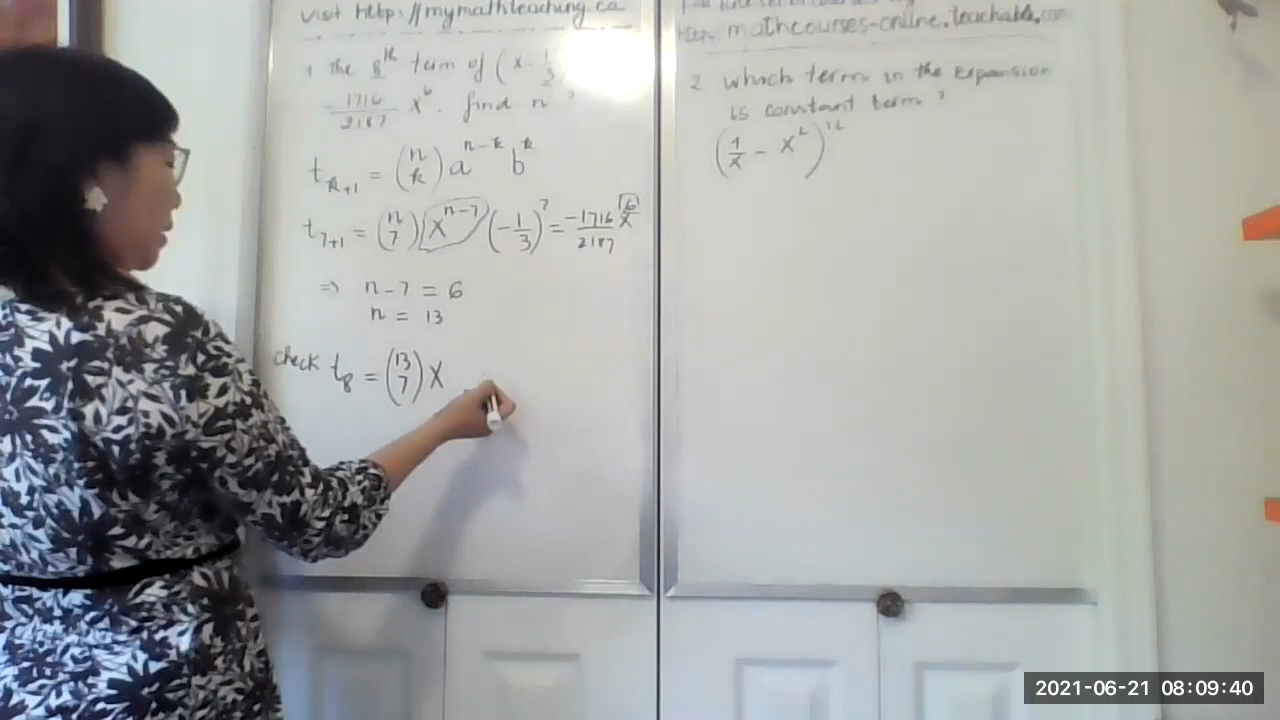 Visit http://mymathteaching.ca
1 The 8th term of (x - 1/3
-1716/2187 x^6. find n?
t_{k+1} = (n k) a^{n-k} b^k
t_{7+1} = (n 7) x^{n-7} (-1/3)^7 = -1716/2187 x^6
⇒ n-7 = 6
n = 13
check t_8 = (13 7) x
http: mathcourses-online.teachable.com
2 which term in the expansion
is constant term?
(1/x - x^2)^{12}
2021-06-21 08:09:40